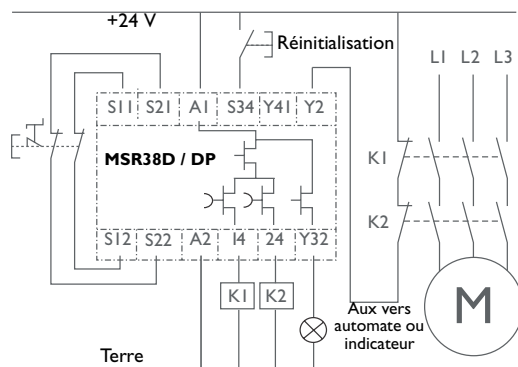 +24 V
Réinitialisation
L1 L2 L3
S11 S21 A1 S34 Y41 Y2
MSR38D / DP
K1
K2
S12 S22 A2 14 24 Y32
K1 K2
Aux vers
automate ou
indicateur
M
Terre